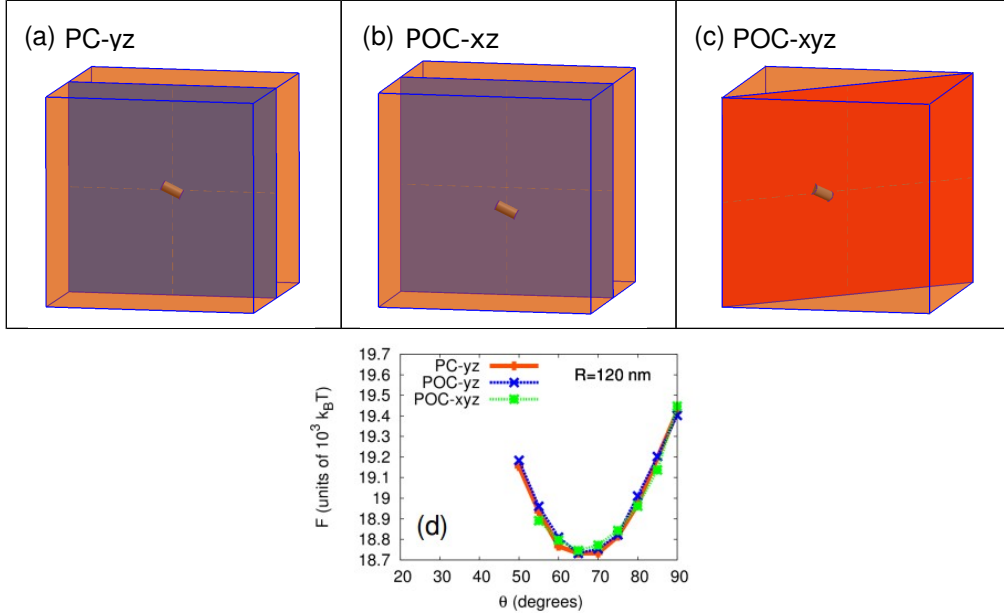 (a) PC-yz
(b) POC-xz
(c) POC-xyz
19.7
19.6
19.5
19.4
19.3
19.2
19.1
19
18.9
18.8
18.7
F (units of 10³ k_BT)
PC-yz
POC-yz
POC-xyz
R=120 nm
(d)
20 30 40 50 60 70 80 90
θ (degrees)